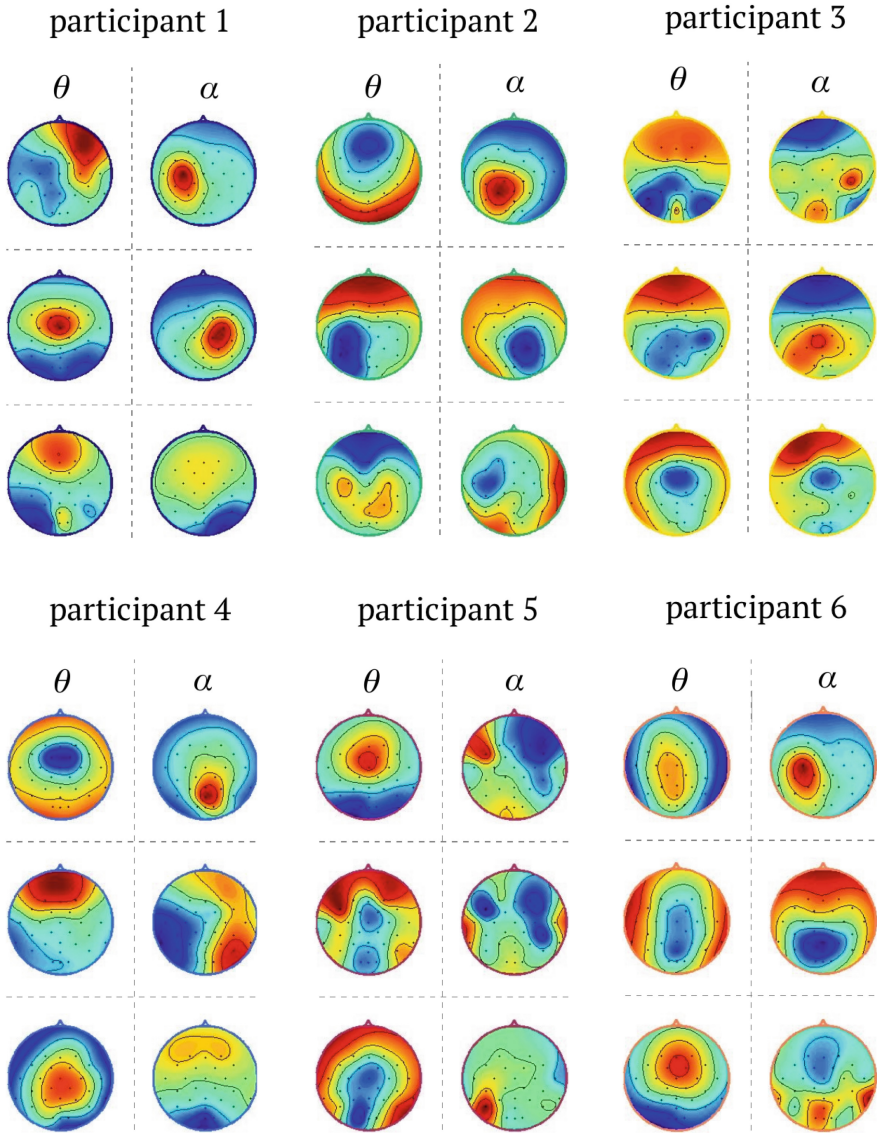 participant 1 participant 2 participant 3
θ α θ α θ α
participant 4 participant 5 participant 6
θ α θ α θ α